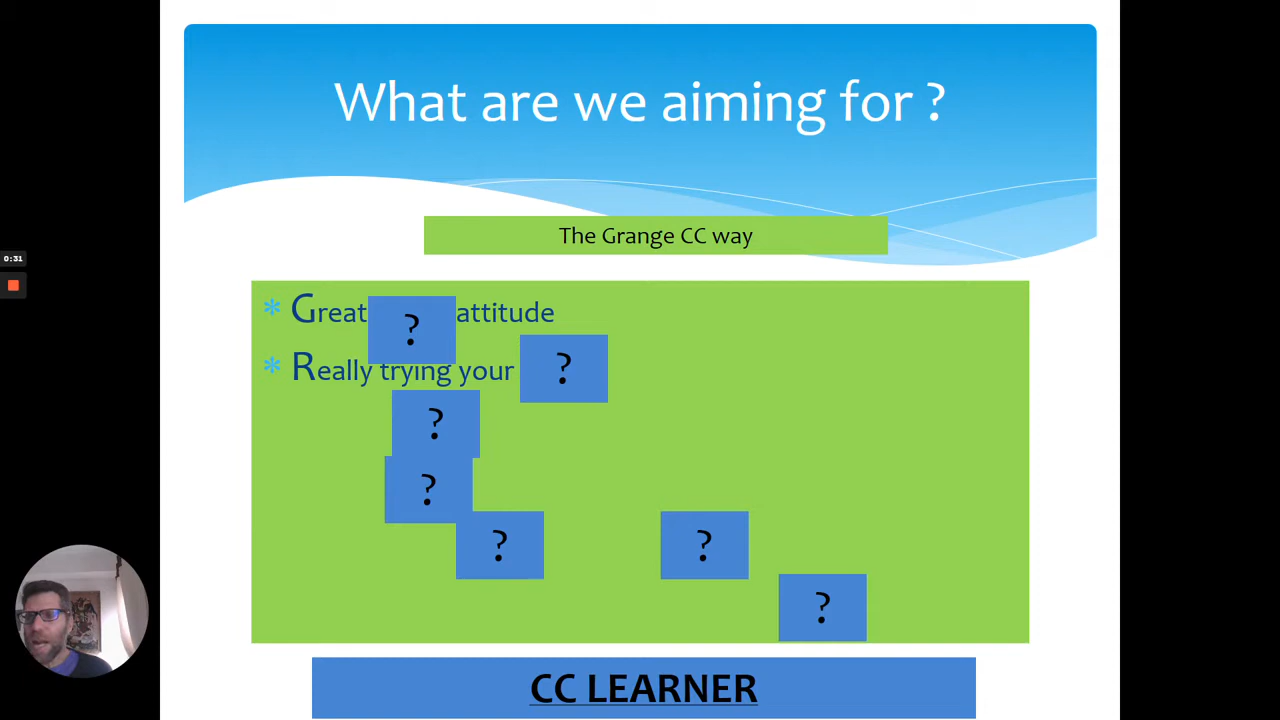 What are we aiming for ?
The Grange CC way
0:31
* Great ? attitude
* Really trying your ?
?
?
? ?
?
CC LEARNER